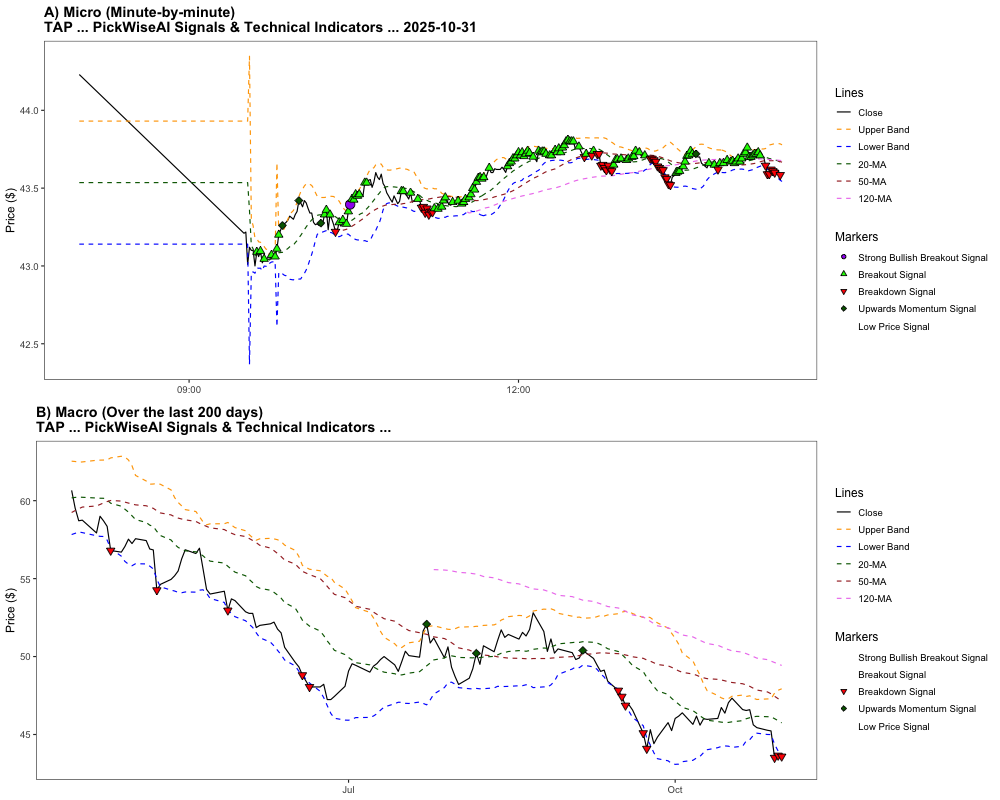 A) Micro (Minute-by-minute)
TAP ... PickWiseAI Signals & Technical Indicators ... 2025-10-31
Price ($)
44.0
43.5
43.0
42.5
09:00
12:00
Lines
Close
Upper Band
Lower Band
20-MA
50-MA
120-MA
Markers
Strong Bullish Breakout Signal
Breakout Signal
Breakdown Signal
Upwards Momentum Signal
Low Price Signal
B) Macro (Over the last 200 days)
TAP ... PickWiseAI Signals & Technical Indicators ...
Price ($)
60
55
50
45
Jul
Oct
Lines
Close
Upper Band
Lower Band
20-MA
50-MA
120-MA
Markers
Strong Bullish Breakout Signal
Breakout Signal
Breakdown Signal
Upwards Momentum Signal
Low Price Signal